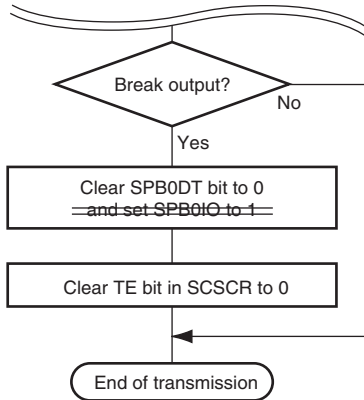 Break output?
No
Yes
Clear SPB0DT bit to 0
and set SPB0IO to 1
Clear TE bit in SCSCR to 0
End of transmission